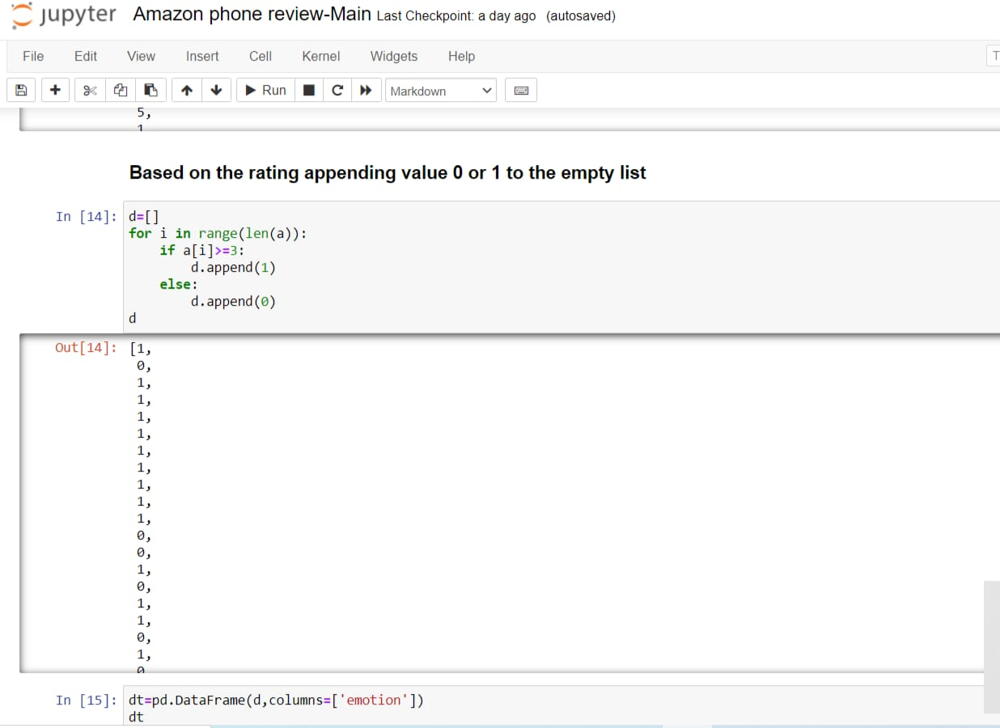 jupyter Amazon phone review-Main Last Checkpoint: a day ago (autosaved)
File Edit View Insert Cell Kernel Widgets Help
Run Markdown
5,
1
Based on the rating appending value 0 or 1 to the empty list
In [14]: d=[]
for i in range(len(a)):
    if a[i]>=3:
        d.append(1)
    else:
        d.append(0)
d
Out[14]: [1,
0,
1,
1,
1,
1,
1,
1,
1,
1,
1,
0,
0,
1,
0,
1,
1,
0,
1,
0
In [15]: dt=pd.DataFrame(d,columns=['emotion'])
dt